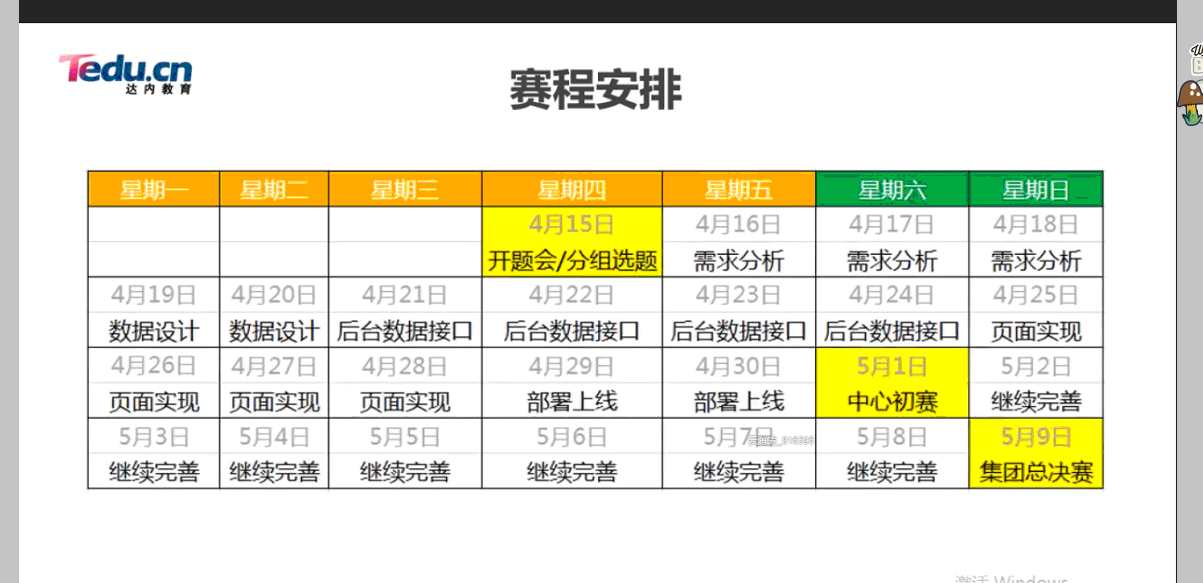 Tedu.cn
达内教育
赛程安排
星期一 星期二 星期三 星期四 星期五 星期六 星期日
4月15日 4月16日 4月17日 4月18日
开题会/分组选题 需求分析 需求分析 需求分析
4月19日 4月20日 4月21日 4月22日 4月23日 4月24日 4月25日
数据设计 数据设计 后台数据接口 后台数据接口 后台数据接口 后台数据接口 页面实现
4月26日 4月27日 4月28日 4月29日 4月30日 5月1日 5月2日
页面实现 页面实现 页面实现 部署上线 部署上线 中心初赛 继续完善
5月3日 5月4日 5月5日 5月6日 5月7日 5月8日 5月9日
继续完善 继续完善 继续完善 继续完善 继续完善 继续完善 集团总决赛
激活 Windows